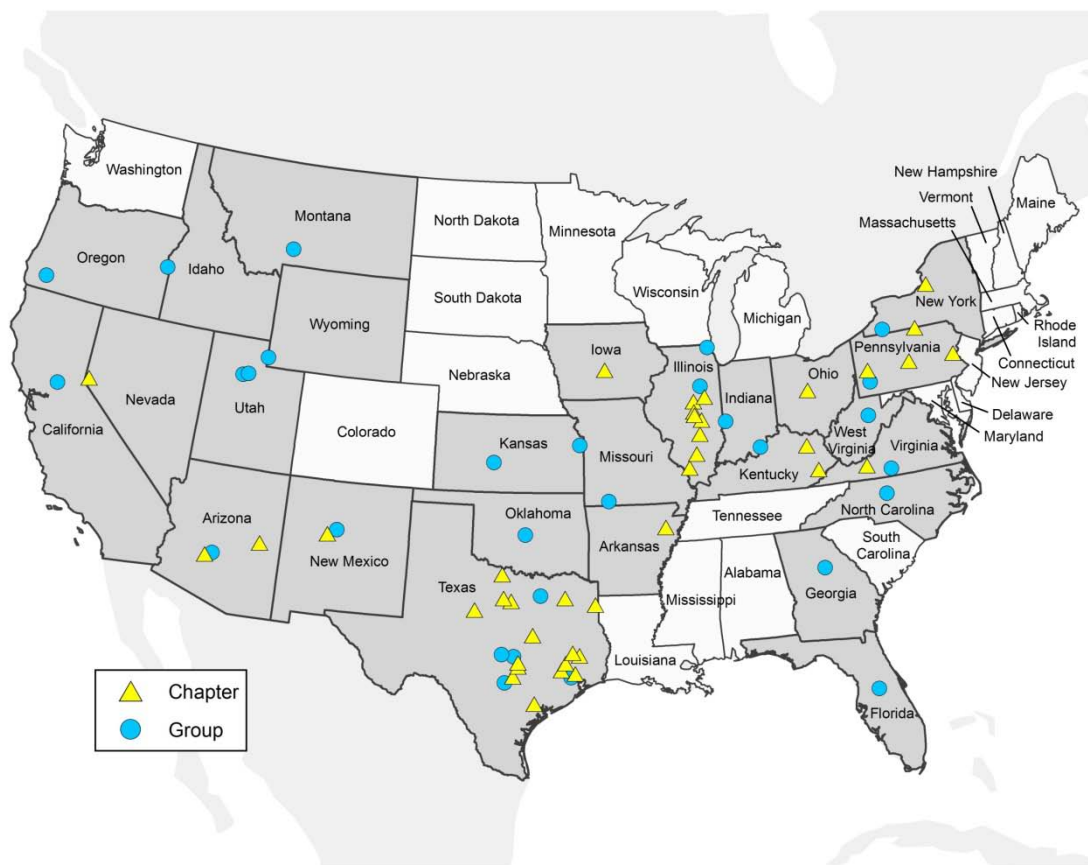 Washington
Montana
North Dakota
Minnesota
New Hampshire
Vermont
Massachusetts
Maine
Oregon
Idaho
South Dakota
Wisconsin
Michigan
New York
Wyoming
Rhode
Island
Connecticut
New Jersey
Nebraska
Iowa
Illinois
Indiana
Ohio
Pennsylvania
Delaware
Maryland
Nevada
Utah
Colorado
California
Kansas
Missouri
West
Virginia
Virginia
Kentucky
North Carolina
Tennessee
South
Carolina
Arizona
New Mexico
Oklahoma
Arkansas
Texas
Mississippi
Alabama
Georgia
Louisiana
Florida
Chapter
Group